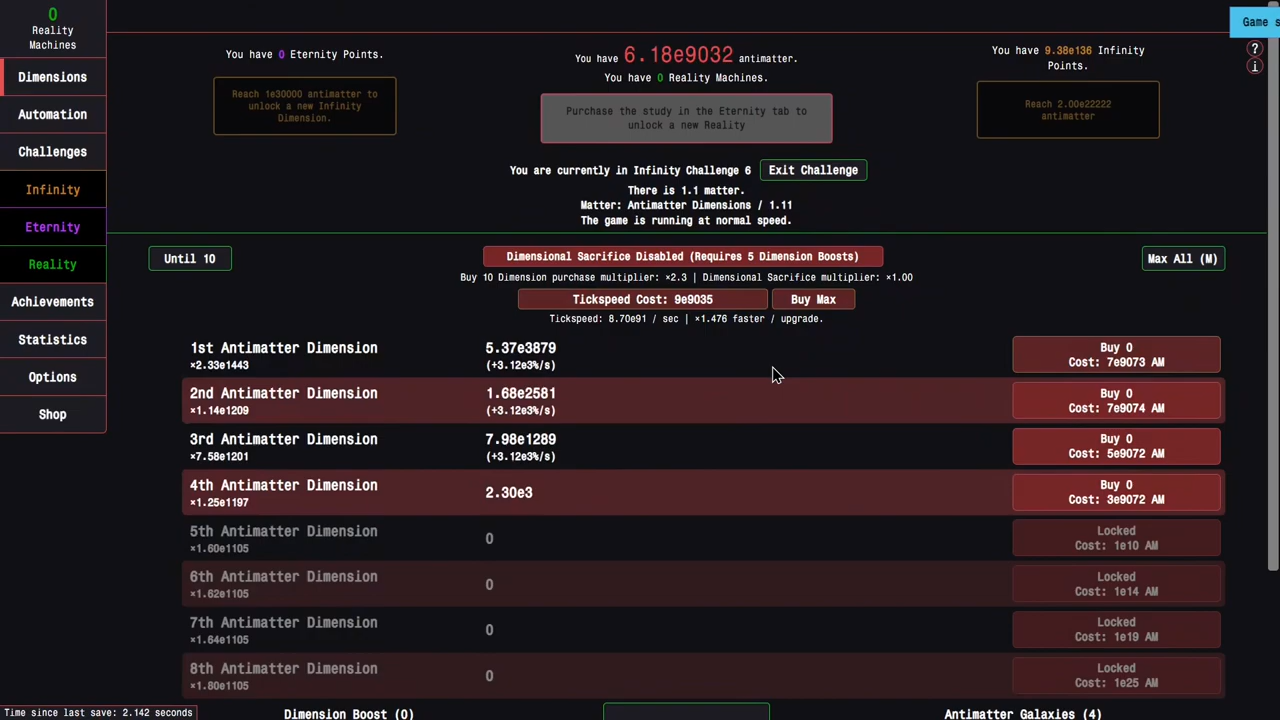 0
Reality
Machines
Dimensions
Automation
Challenges
Infinity
Eternity
Reality
Achievements
Statistics
Options
Shop
You have 0 Eternity Points.
Reach 1e30000 antimatter to
unlock a new Infinity
Dimension.
You have 6.18e9032 antimatter.
You have 0 Reality Machines.
Purchase the study in the Eternity tab to
unlock a new Reality
You have 9.38e136 Infinity
Points.
Reach 2.00e22222
antimatter
Game s
?
i
You are currently in Infinity Challenge 6
Exit Challenge
There is 1.1 matter.
Matter: Antimatter Dimensions / 1.11
The game is running at normal speed.
Until 10
Dimensional Sacrifice Disabled (Requires 5 Dimension Boosts)
Max All (M)
Buy 10 Dimension purchase multiplier: ×2.3 | Dimensional Sacrifice multiplier: ×1.00
Tickspeed Cost: 9e9035
Buy Max
Tickspeed: 8.70e91 / sec | ×1.476 faster / upgrade.
1st Antimatter Dimension
×2.33e1443
5.37e3879
(+3.12e3%/s)
Buy 0
Cost: 7e9073 AM
2nd Antimatter Dimension
×1.14e1209
1.68e2581
(+3.12e3%/s)
Buy 0
Cost: 7e9074 AM
3rd Antimatter Dimension
×7.58e1201
7.98e1289
(+3.12e3%/s)
Buy 0
Cost: 5e9072 AM
4th Antimatter Dimension
×1.25e1197
2.30e3
Buy 0
Cost: 3e9072 AM
5th Antimatter Dimension
×1.60e1105
0
Locked
Cost: 1e10 AM
6th Antimatter Dimension
×1.62e1105
0
Locked
Cost: 1e14 AM
7th Antimatter Dimension
×1.64e1105
0
Locked
Cost: 1e19 AM
8th Antimatter Dimension
×1.80e1105
0
Locked
Cost: 1e25 AM
Time since last save: 2.142 seconds
Dimension Boost (0)
Antimatter Galaxies (4)